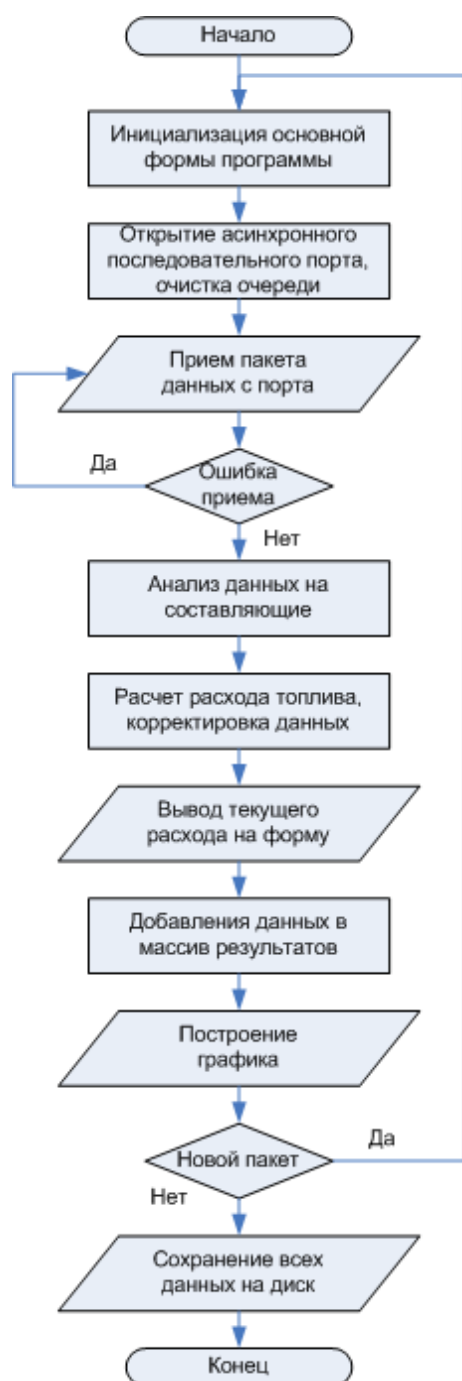 Начало
Инициализация основной
формы программы
Открытие асинхронного
последовательного порта,
очистка очереди
Прием пакета
данных с порта
Да
Ошибка
приема
Нет
Анализ данных на
составляющие
Расчет расхода топлива,
корректировка данных
Вывод текущего
расхода на форму
Добавления данных в
массив результатов
Построение
графика
Новой пакет
Да
Нет
Сохранение всех
данных на диск
Конец